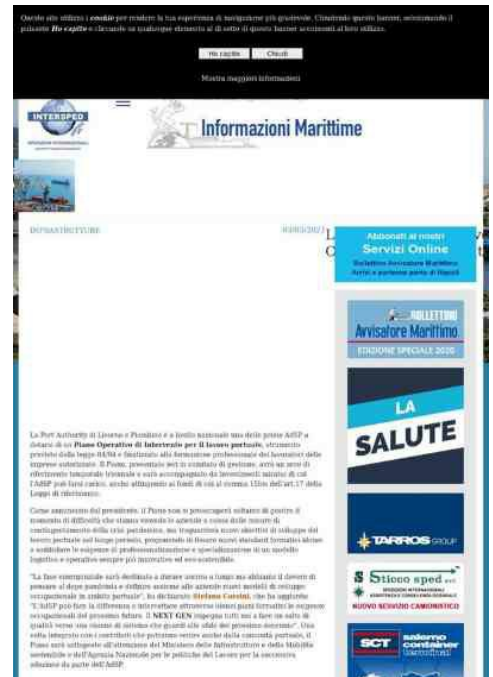 Questo sito utilizza i cookie per rendere la tua esperienza di navigazione più gradevole. Chiudendo questo banner, selezionando il
pulsante Ho capito o cliccando su qualunque elemento al di sotto di questo banner acconsenti al loro utilizzo.
Ho capito
Chiudi
Mostra maggiori informazioni
INTERSPED
Informazioni Marittime
INFRASTRUTTURE
Abbonati ai nostri
Servizi Online
Bollettino Avvisatore Marittimo
Arrivi e partenze porto di Napoli
BOLLETTINO
Avvisatore Marittimo
EDIZIONE SPECIALE 2020
La Port Authority di Livorno e Piombino è a livello nazionale una delle prime AdSP a
dotarsi di un Piano Operativo di Intervento per il lavoro portuale, strumento
previsto dalla legge 84/94 e finalizzato alla formazione professionale dei lavoratori delle
imprese autorizzate. Il Piano, presentato ieri in comitato di gestione, avrà un arco di
riferimento temporale triennale e sarà accompagnato da investimenti mirati di cui
l'AdSP può farsi carico, anche attingendo ai fondi di cui al comma 15bis dell'art.17 della
Legge di riferimento.
Come annunciato dal presidente, il Piano non si preoccuperà soltanto di gestire il
momento di difficoltà che stanno vivendo le aziende a causa delle misure di
contingentamento della crisi pandemica, ma traguarderà nuovi obiettivi di sviluppo del
lavoro portuale nel lungo periodo, proponendo di fissare nuovi standard formativi idonei
a soddisfare le esigenze di professionalizzazione e specializzazione in un modello
logistico e operativo sempre più innovativo ed eco-sostenibile.
"La fase emergenziale sarà destinata a durare ancora a lungo ma abbiamo il dovere di
pensare al dopo pandemia e definire assieme alle aziende nuovi modelli di sviluppo
occupazionale in ambito portuale", ha dichiarato Stefano Corsini, che ha aggiunto:
"L'AdSP può fare la differenza e intercettare attraverso idonei piani formativi le esigenze
occupazionali del prossimo futuro. Il NEXT GEN impegna tutti noi a fare un salto di
qualità verso una visione di sistema che guardi alle sfide del prossimo decennio". Una
volta integrato con i contributi che potranno venire anche dalla comunità portuale, il
Piano sarà sottoposto all'attenzione del Ministero delle Infrastrutture e della Mobilità
sostenibile e dell'Agenzia Nazionale per le politiche del Lavoro per la successiva
adozione da parte dell'AdSP.
LA
SALUTE
TARROS GROUP
Sticco sped s.r.l.
NUOVO SERVIZIO CAMIONISTICO
SCT salerno
container
terminal